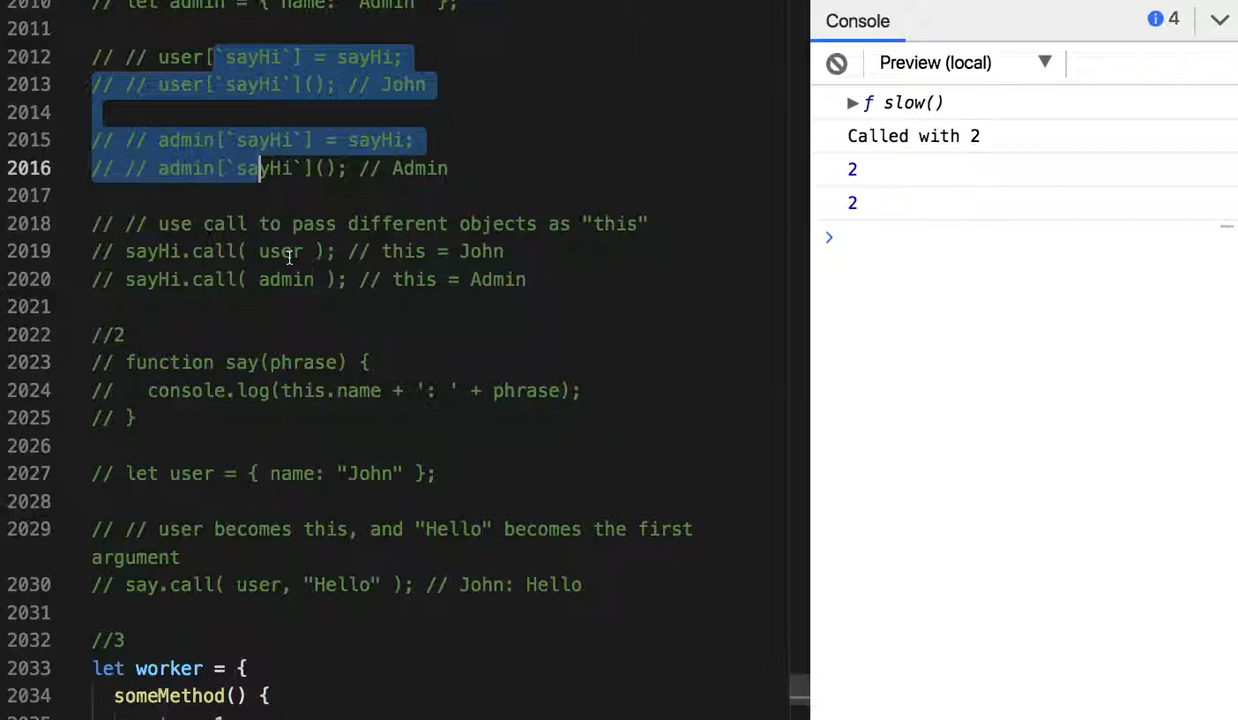 2010 // let admin = { name: "Admin" };
2011
2012 // // user[`sayHi`] = sayHi;
2013 // // user[`sayHi`](); // John
2014
2015 // // admin[`sayHi`] = sayHi;
2016 // // admin[`sayHi`](); // Admin
2017
2018 // // use call to pass different objects as "this"
2019 // sayHi.call( user ); // this = John
2020 // sayHi.call( admin ); // this = Admin
2021
2022 //2
2023 // function say(phrase) {
2024 //   console.log(this.name + ': ' + phrase);
2025 // }
2026
2027 // let user = { name: "John" };
2028
2029 // // user becomes this, and "Hello" becomes the first
argument
2030 // say.call( user, "Hello" ); // John: Hello
2031
2032 //3
2033 let worker = {
2034   someMethod() {
Console
4
Preview (local)
ƒ slow()
Called with 2
2
2